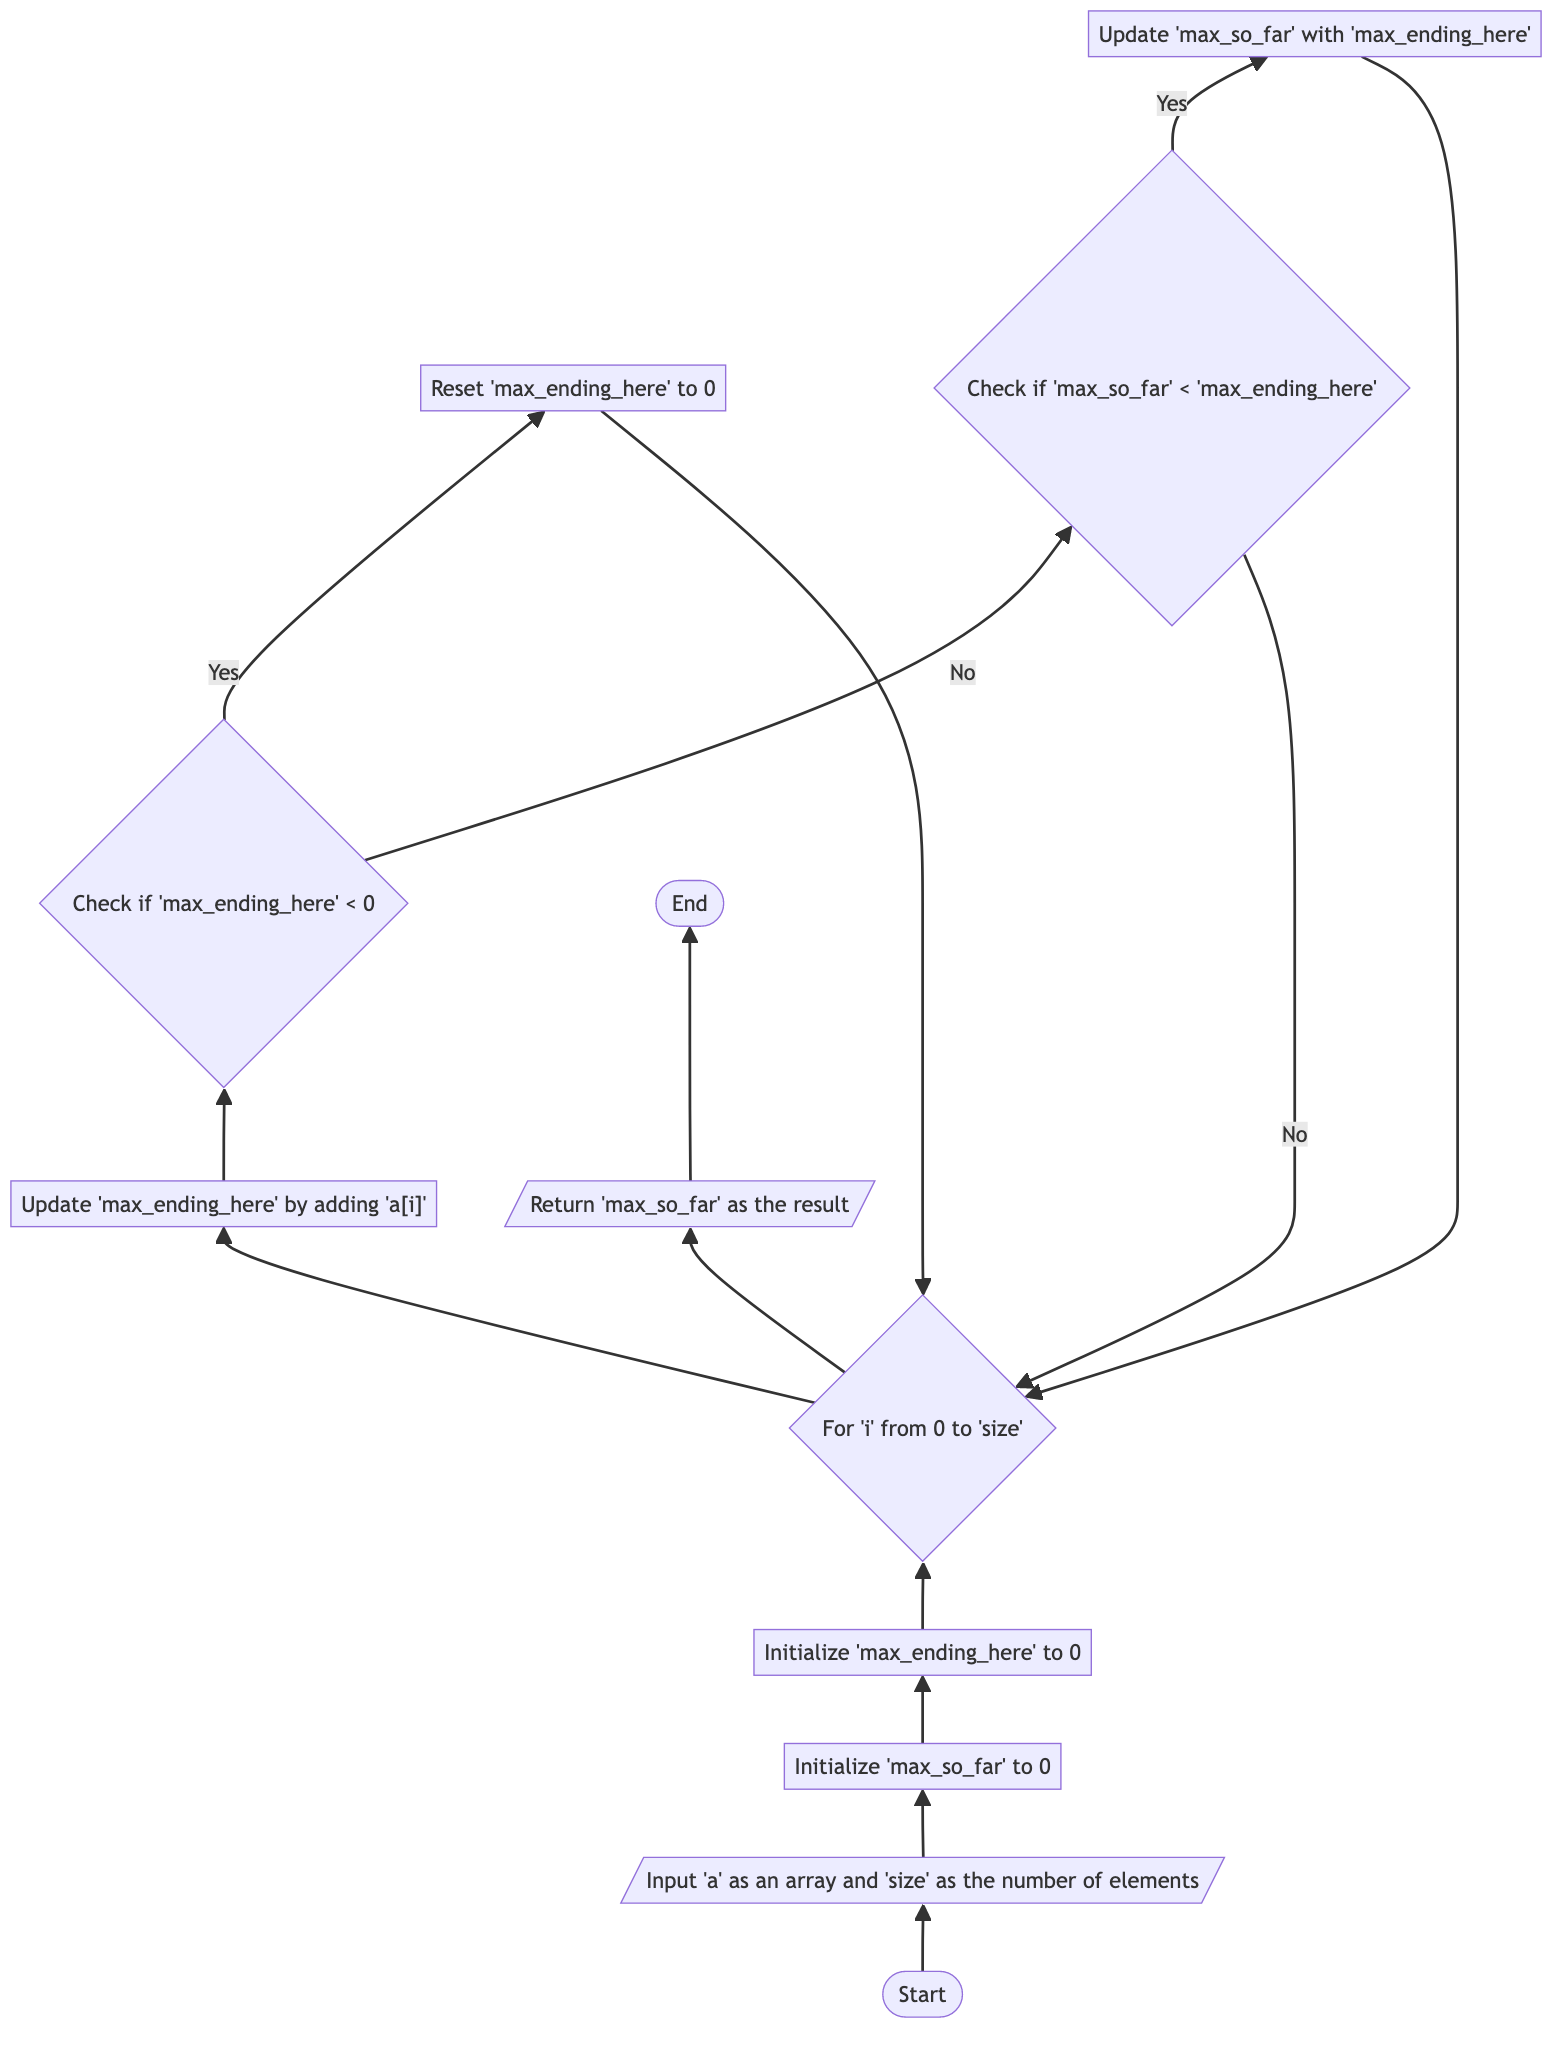 Update 'max_so_far' with 'max_ending_here'
Yes
Reset 'max_ending_here' to 0
Check if 'max_so_far' < 'max_ending_here'
Yes
No
Check if 'max_ending_here' < 0
End
No
Update 'max_ending_here' by adding 'a[i]'
Return 'max_so_far' as the result
For 'i' from 0 to 'size'
Initialize 'max_ending_here' to 0
Initialize 'max_so_far' to 0
Input 'a' as an array and 'size' as the number of elements
Start